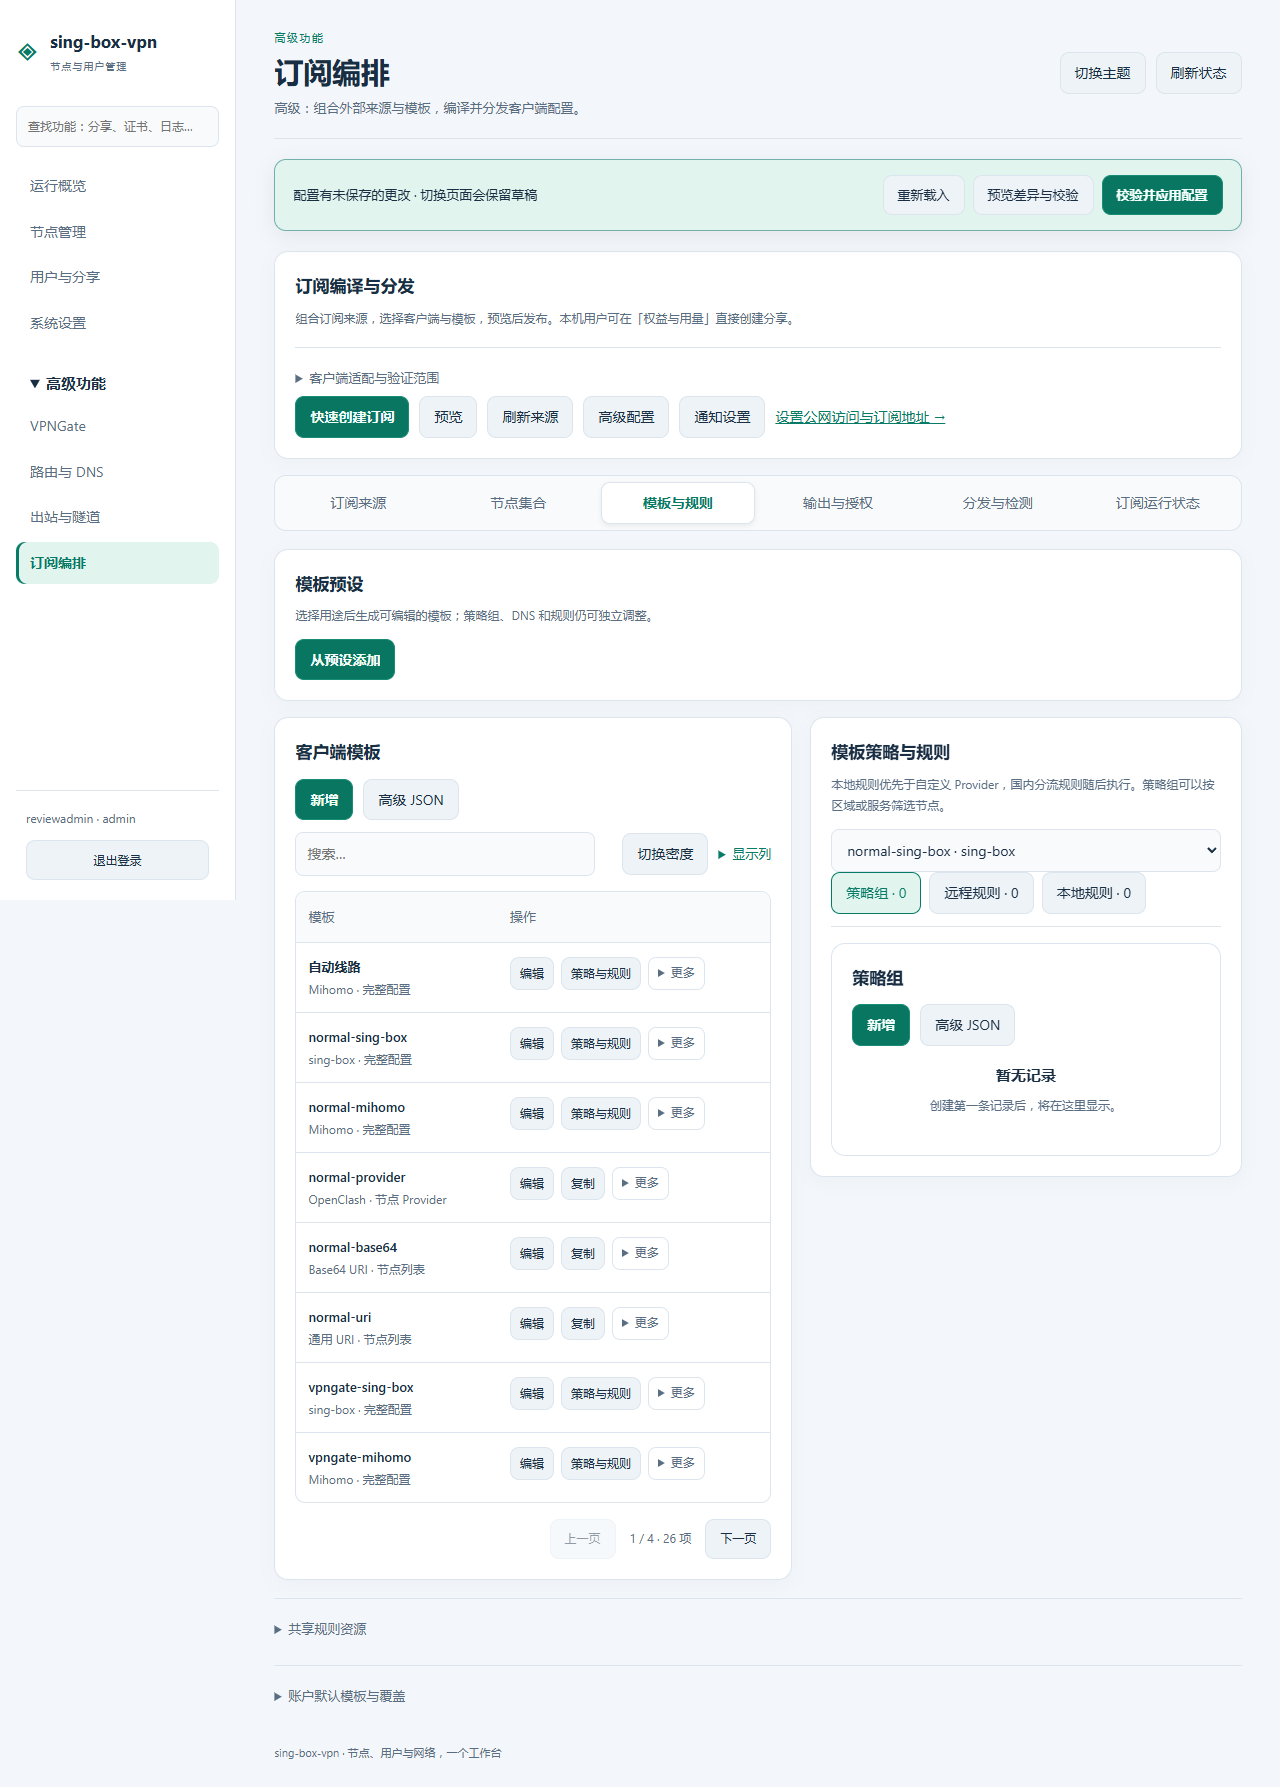 sing-box-vpn
节点与用户管理
查找功能：分享、证书、日志...
运行概览
节点管理
用户与分享
系统设置
▼ 高级功能
VPNGate
路由与 DNS
出站与隧道
订阅编排
reviewadmin · admin
退出登录
高级功能
订阅编排
高级：组合外部来源与模板，编译并分发客户端配置。
切换主题
刷新状态
配置有未保存的更改 · 切换页面会保留草稿
重新载入
预览差异与校验
校验并应用配置
订阅编译与分发
组合订阅来源，选择客户端与模板，预览后发布。本机用户可在「权益与用量」直接创建分享。
▶ 客户端适配与验证范围
快速创建订阅
预览
刷新来源
高级配置
通知设置
设置公网访问与订阅地址 →
订阅来源
节点集合
模板与规则
输出与授权
分发与检测
订阅运行状态
模板预设
选择用途后生成可编辑的模板；策略组、DNS 和规则仍可独立调整。
从预设添加
客户端模板
新增
高级 JSON
搜索...
切换密度
▶ 显示列
模板 操作
自动线路
Mihomo · 完整配置
编辑 策略与规则 ▶ 更多
normal-sing-box
sing-box · 完整配置
编辑 策略与规则 ▶ 更多
normal-mihomo
Mihomo · 完整配置
编辑 策略与规则 ▶ 更多
normal-provider
OpenClash · 节点 Provider
编辑 复制 ▶ 更多
normal-base64
Base64 URI · 节点列表
编辑 复制 ▶ 更多
normal-uri
通用 URI · 节点列表
编辑 复制 ▶ 更多
vpngate-sing-box
sing-box · 完整配置
编辑 策略与规则 ▶ 更多
vpngate-mihomo
Mihomo · 完整配置
编辑 策略与规则 ▶ 更多
上一页 1 / 4 · 26 项 下一页
模板策略与规则
本地规则优先于自定义 Provider，国内分流规则随后执行。策略组可以按
区域或服务筛选节点。
normal-sing-box · sing-box
策略组 · 0
远程规则 · 0
本地规则 · 0
策略组
新增
高级 JSON
暂无记录
创建第一条记录后，将在这里显示。
▶ 共享规则资源
▶ 账户默认模板与覆盖
sing-box-vpn · 节点、用户与网络，一个工作台